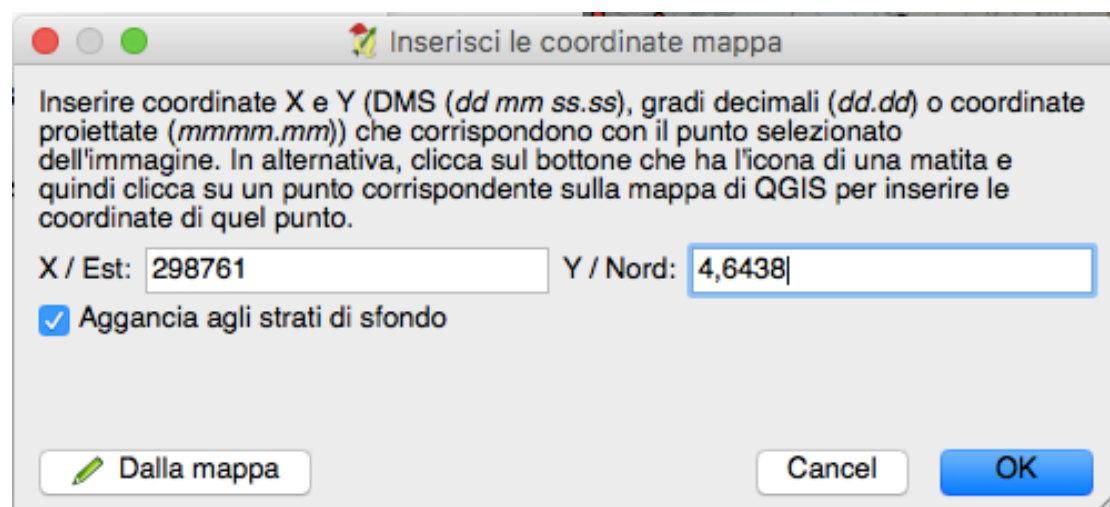 Inserisci le coordinate mappa
Inserire coordinate X e Y (DMS (dd mm ss.ss), gradi decimali (dd.dd) o coordinate
proiettate (mmmm.mm)) che corrispondono con il punto selezionato
dell'immagine. In alternativa, clicca sul bottone che ha l'icona di una matita e
quindi clicca su un punto corrispondente sulla mappa di QGIS per inserire le
coordinate di quel punto.
X / Est: 298761 Y / Nord: 4,6438
Aggancia agli strati di sfondo
Dalla mappa Cancel OK